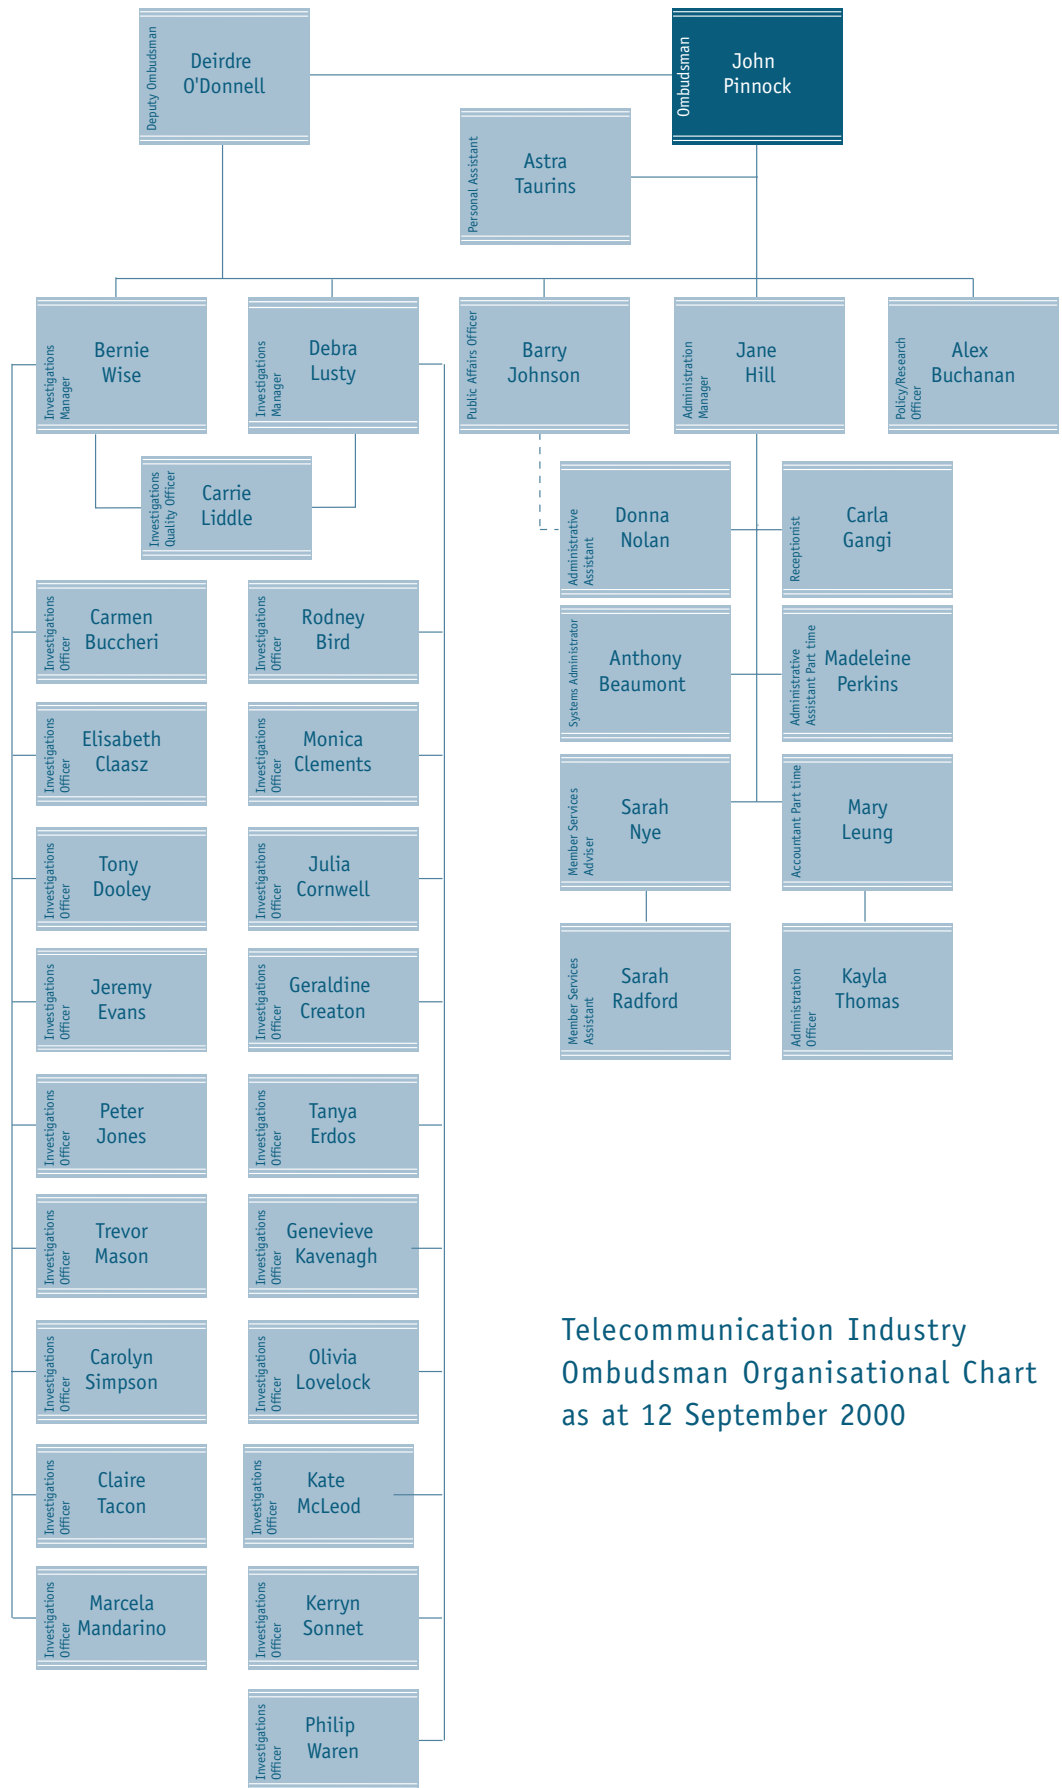 Deputy Ombudsman
Deirdre
O'Donnell
Ombudsman
John
Pinnock
Personal Assistant
Astra
Taurins
Investigations
Manager
Bernie
Wise
Investigations
Manager
Debra
Lusty
Public Affairs Officer
Barry
Johnson
Administration
Manager
Jane
Hill
Policy/Research
Officer
Alex
Buchanan
Investigations
Quality Officer
Carrie
Liddle
Administrative
Assistant
Donna
Nolan
Receptionist
Carla
Gangi
Investigations
Officer
Carmen
Buccheri
Investigations
Officer
Rodney
Bird
Systems Administrator
Anthony
Beaumont
Administrative
Assistant Part time
Madeleine
Perkins
Investigations
Officer
Elisabeth
Claasz
Investigations
Officer
Monica
Clements
Member Services
Adviser
Sarah
Nye
Accountant Part time
Mary
Leung
Investigations
Officer
Tony
Dooley
Investigations
Officer
Julia
Cornwell
Member Services
Assistant
Sarah
Radford
Administration
Officer
Kayla
Thomas
Investigations
Officer
Jeremy
Evans
Investigations
Officer
Geraldine
Creaton
Investigations
Officer
Peter
Jones
Investigations
Officer
Tanya
Erdos
Investigations
Officer
Trevor
Mason
Investigations
Officer
Genevieve
Kavenagh
Investigations
Officer
Carolyn
Simpson
Investigations
Officer
Olivia
Lovelock
Telecommunication Industry
Ombudsman Organisational Chart
as at 12 September 2000
Investigations
Officer
Claire
Tacon
Investigations
Officer
Kate
McLeod
Investigations
Officer
Marcela
Mandarino
Investigations
Officer
Kerryn
Sonnet
Investigations
Officer
Philip
Waren